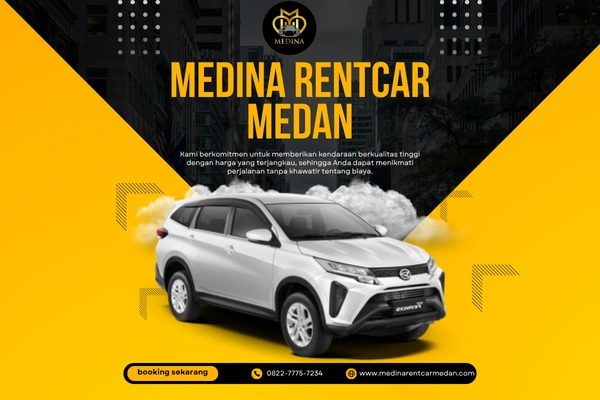 MEDINA
MEDINA RENTCAR
MEDAN
Kami berkomitmen untuk memberikan kendaraan berkualitas tinggi
dengan harga yang terjangkau, sehingga Anda dapat menikmati
perjalanan tanpa khawatir tentang biaya.
booking sekarang
0822-7775-7234
www.medinarentcarmedan.com